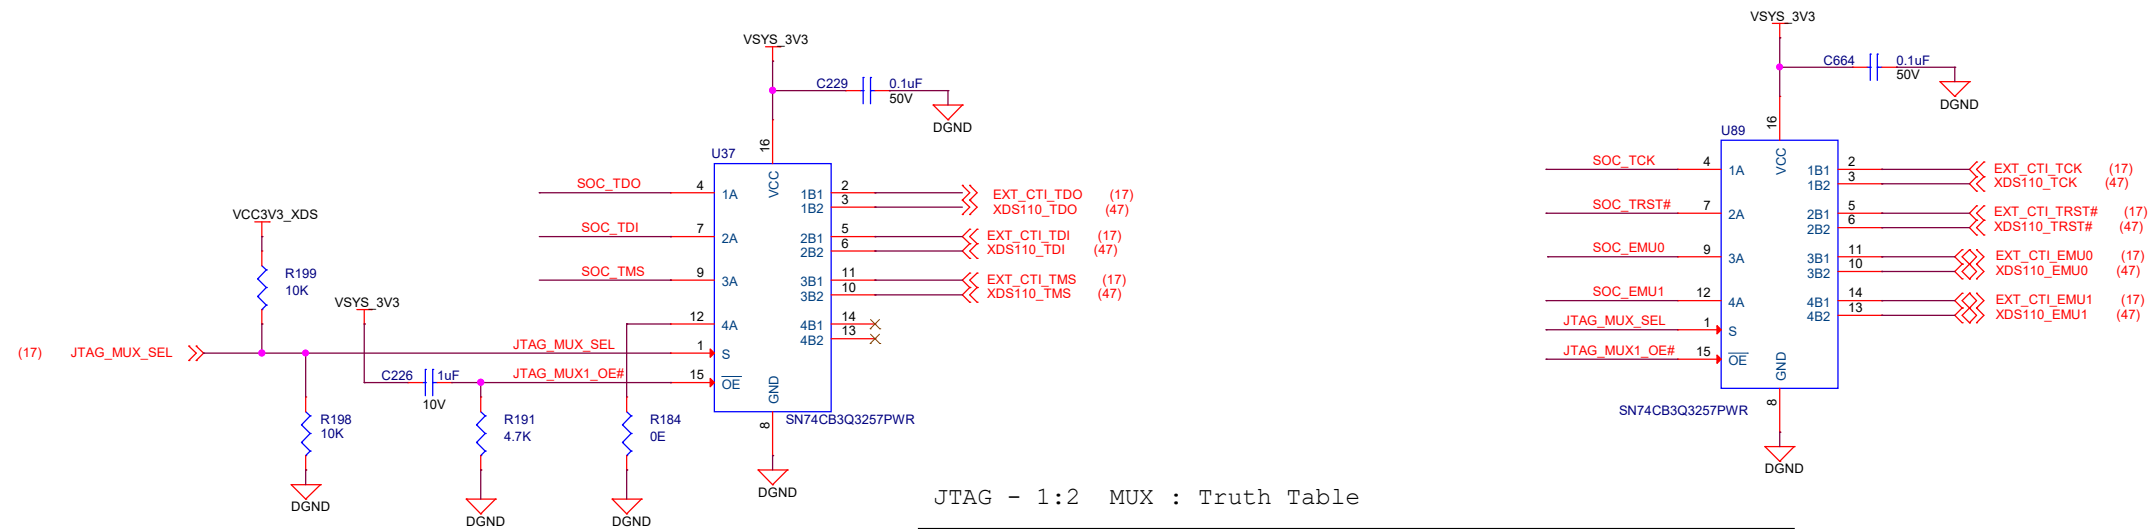 VSYS_3V3
C229 0.1uF
50V
DGND
U37
16
VCC
SOC_TDO 4 1A 1B1 2 EXT_CTI_TDO (17)
1B2 3 XDS110_TDO (47)
SOC_TDI 7 2A 2B1 5 EXT_CTI_TDI (17)
2B2 6 XDS110_TDI (47)
SOC_TMS 9 3A 3B1 11 EXT_CTI_TMS (17)
3B2 10 XDS110_TMS (47)
12 4A 4B1 14
4B2 13
JTAG_MUX_SEL 1 S
JTAG_MUX1_OE# 15 OE
GND
8
SN74CB3Q3257PWR
DGND
VCC3V3_XDS
R199
10K
VSYS_3V3
(17) JTAG_MUX_SEL
C226 1uF
10V
R198
10K
DGND
R191
4.7K
DGND
R184
0E
DGND
VSYS_3V3
C664 0.1uF
50V
DGND
U89
16
VCC
SOC_TCK 4 1A 1B1 2 EXT_CTI_TCK (17)
1B2 3 XDS110_TCK (47)
SOC_TRST# 7 2A 2B1 5 EXT_CTI_TRST# (17)
2B2 6 XDS110_TRST# (47)
SOC_EMU0 9 3A 3B1 11 EXT_CTI_EMU0 (17)
3B2 10 XDS110_EMU0 (47)
SOC_EMU1 12 4A 4B1 14 EXT_CTI_EMU1 (17)
4B2 13 XDS110_EMU1 (47)
JTAG_MUX_SEL 1 S
JTAG_MUX1_OE# 15 OE
GND
8
SN74CB3Q3257PWR
DGND
JTAG - 1:2 MUX : Truth Table